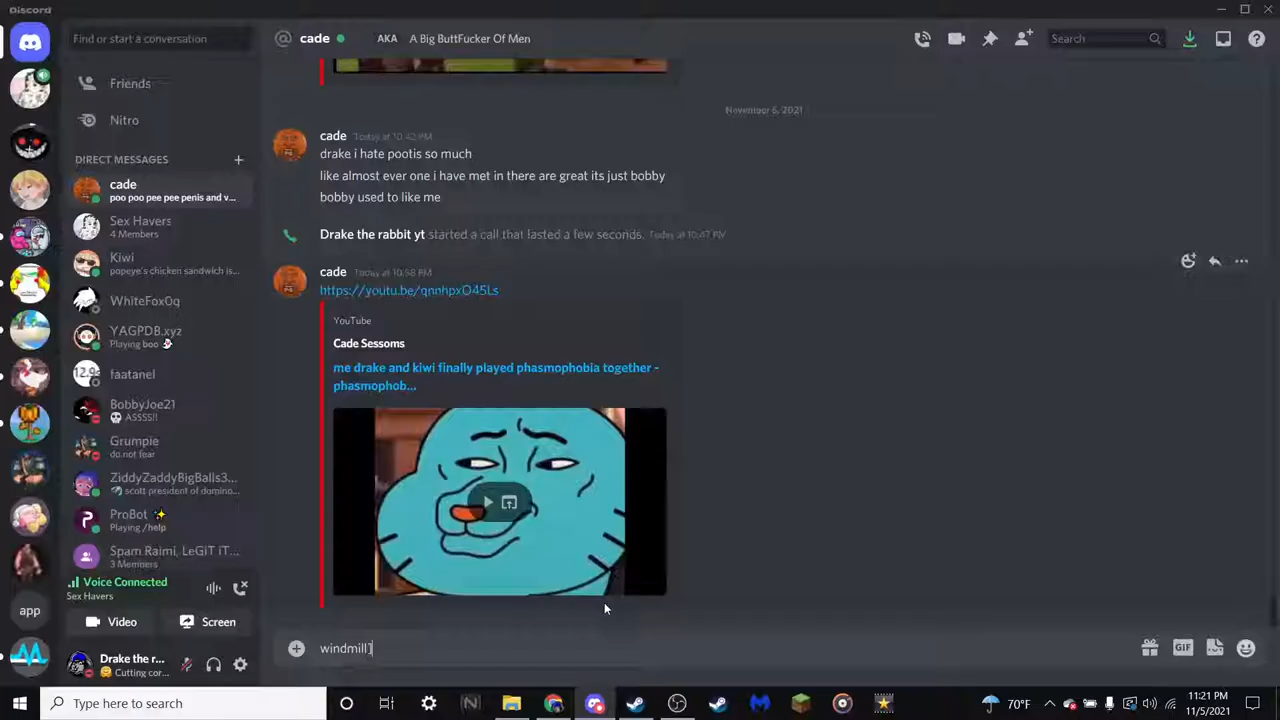 Discord
Find or start a conversation
Friends
Nitro
DIRECT MESSAGES
cade
poo poo pee pee penis and v...
Sex Havers
4 Members
Kiwi
popeye's chicken sandwich is...
WhiteFox0q
YAGPDB.xyz
Playing boo
faatanel
BobbyJoe21
ASSSS!!
Grumpie
do not fear
ZiddyZaddyBigBalls3...
scott president of domino...
ProBot
Playing /help
Spam Raimi, LeGiT iT...
3 Members
Voice Connected
Sex Havers
Video Screen
Drake the r...
Cutting cor...
app
12.9
@ cade AKA A Big ButtFucker Of Men
Search
November 5, 2021
cade Today at 10:42 PM
drake i hate pootis so much
like almost ever one i have met in there are great its just bobby
bobby used to like me
Drake the rabbit yt started a call that lasted a few seconds. Today at 10:47 PM
cade Today at 10:58 PM
https://youtu.be/qnnhpxO45Ls
YouTube
Cade Sessoms
me drake and kiwi finally played phasmophobia together -
phasmophob...
windmill
GIF
Type here to search
70°F
11:21 PM
11/5/2021